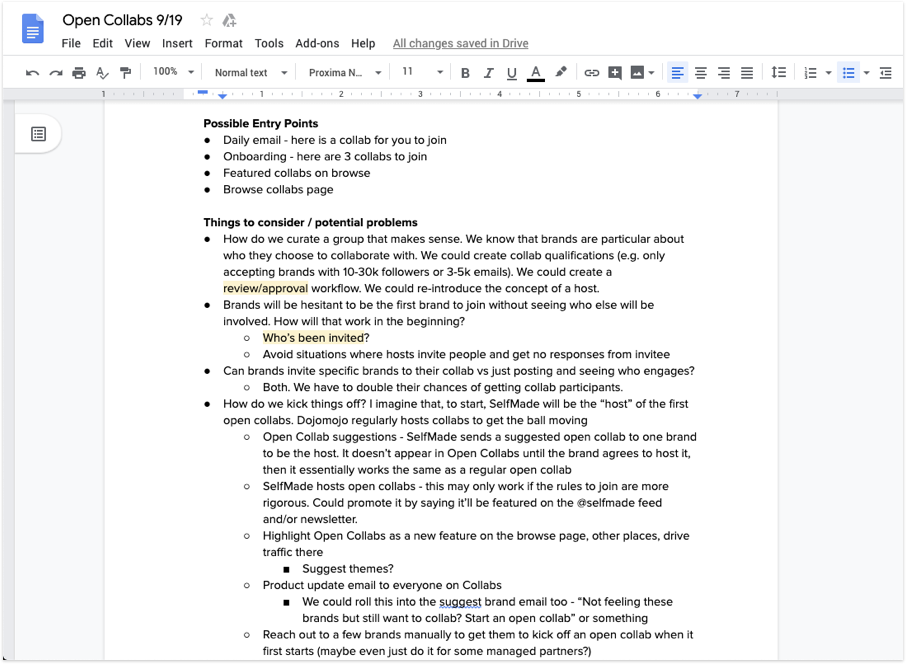 Open Collabs 9/19
File Edit View Insert Format Tools Add-ons Help All changes saved in Drive
100% Normal text Proxima N... 11 B I U A
1 1 2 3 4 5 6 7
Possible Entry Points
● Daily email - here is a collab for you to join
● Onboarding - here are 3 collabs to join
● Featured collabs on browse
● Browse collabs page
Things to consider / potential problems
● How do we curate a group that makes sense. We know that brands are particular about
who they choose to collaborate with. We could create collab qualifications (e.g. only
accepting brands with 10-30k followers or 3-5k emails). We could create a
review/approval workflow. We could re-introduce the concept of a host.
● Brands will be hesitant to be the first brand to join without seeing who else will be
involved. How will that work in the beginning?
○ Who's been invited?
○ Avoid situations where hosts invite people and get no responses from invitee
● Can brands invite specific brands to their collab vs just posting and seeing who engages?
○ Both. We have to double their chances of getting collab participants.
● How do we kick things off? I imagine that, to start, SelfMade will be the “host” of the first
open collabs. Dojomojo regularly hosts collabs to get the ball moving
○ Open Collab suggestions - SelfMade sends a suggested open collab to one brand
to be the host. It doesn't appear in Open Collabs until the brand agrees to host it,
then it essentially works the same as a regular open collab
○ SelfMade hosts open collabs - this may only work if the rules to join are more
rigorous. Could promote it by saying it'll be featured on the @selfmade feed
and/or newsletter.
○ Highlight Open Collabs as a new feature on the browse page, other places, drive
traffic there
■ Suggest themes?
○ Product update email to everyone on Collabs
■ We could roll this into the suggest brand email too - “Not feeling these
brands but still want to collab? Start an open collab” or something
○ Reach out to a few brands manually to get them to kick off an open collab when it
first starts (maybe even just do it for some managed partners?)